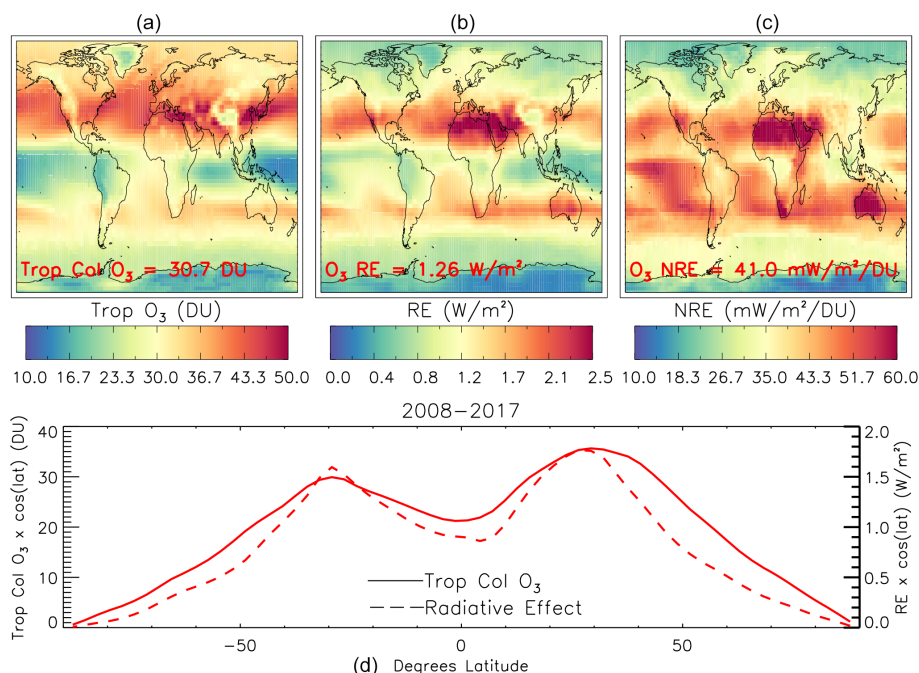 (a) (b) (c)
Trop Col O₃ = 30.7 DU
O₃ RE = 1.26 W/m²
O₃ NRE = 41.0 mW/m²/DU
Trop O₃ (DU)
RE (W/m²)
NRE (mW/m²/DU)
10.0 16.7 23.3 30.0 36.7 43.3 50.0
0.0 0.4 0.8 1.2 1.7 2.1 2.5
10.0 18.3 26.7 35.0 43.3 51.7 60.0
2008–2017
Trop Col O₃ x cos(lat) (DU)
40
30
20
10
0
2.0
1.5
1.0
0.5
0.0
RE x cos(lat) (W/m²)
Trop Col O₃
Radiative Effect
−50 0 50
(d) Degrees Latitude